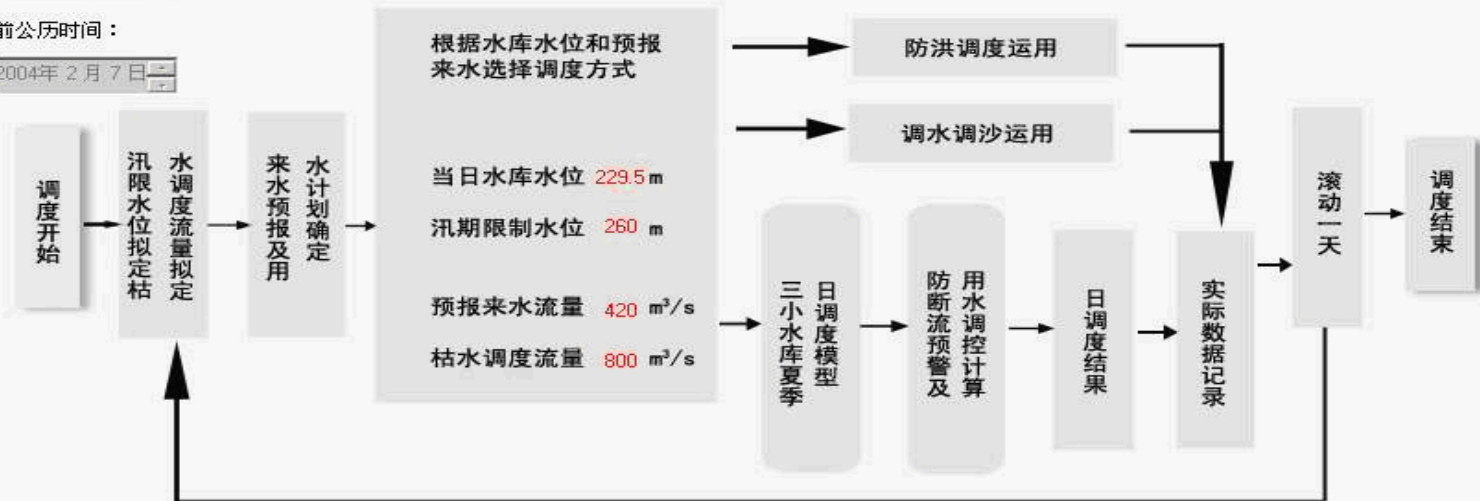 前公历时间：
2004年 2月 7日
调度开始
汛限水位拟定枯
水调度流量拟定
来水预报及用
水计划确定
根据水库水位和预报
来水选择调度方式
当日水库水位 229.5 m
汛期限制水位 260 m
预报来水流量 420 m³/s
枯水调度流量 800 m³/s
防洪调度运用
调水调沙运用
三小水库夏季
日调度模型
防断流预警及
用水调控计算
日调度结果
实际数据记录
滚动一天
调度结束